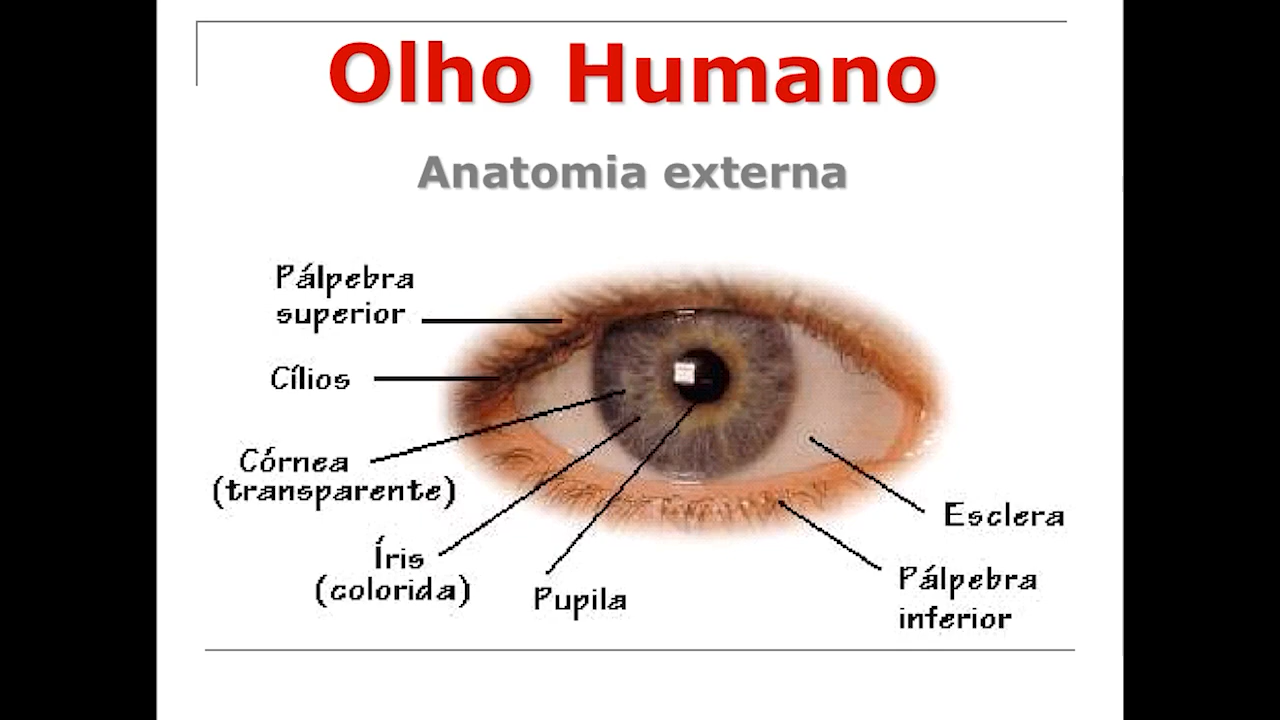 Olho Humano
Anatomia externa
Pálpebra
superior
Cílios
Córnea
(transparente)
Íris
(colorida)
Pupila
Esclera
Pálpebra
inferior